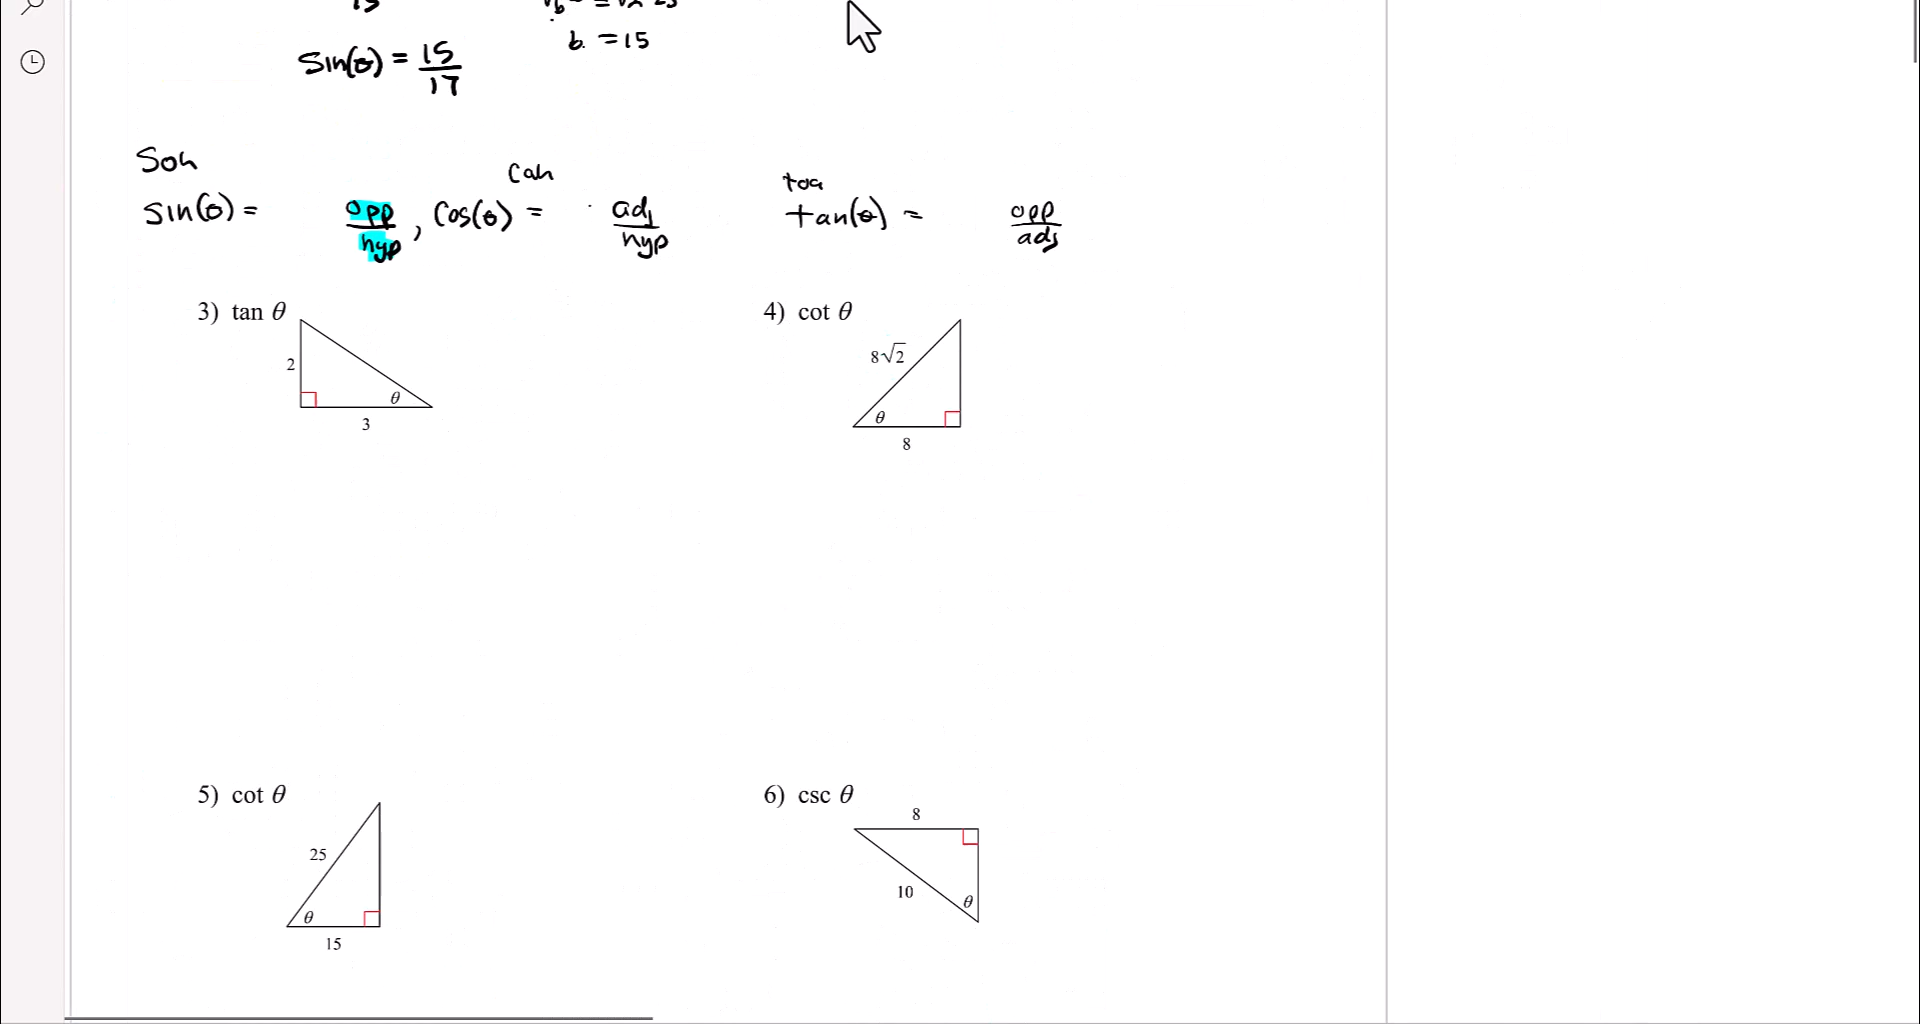 b = 15
sin(θ) = 15/17
Soh
Cah
toa
sin(θ) = opp/hyp, Cos(θ) = adj/hyp
tan(θ) = opp/adj
3) tan θ
2
θ
3
4) cot θ
8√2
θ
8
5) cot θ
25
θ
15
6) csc θ
8
10
θ